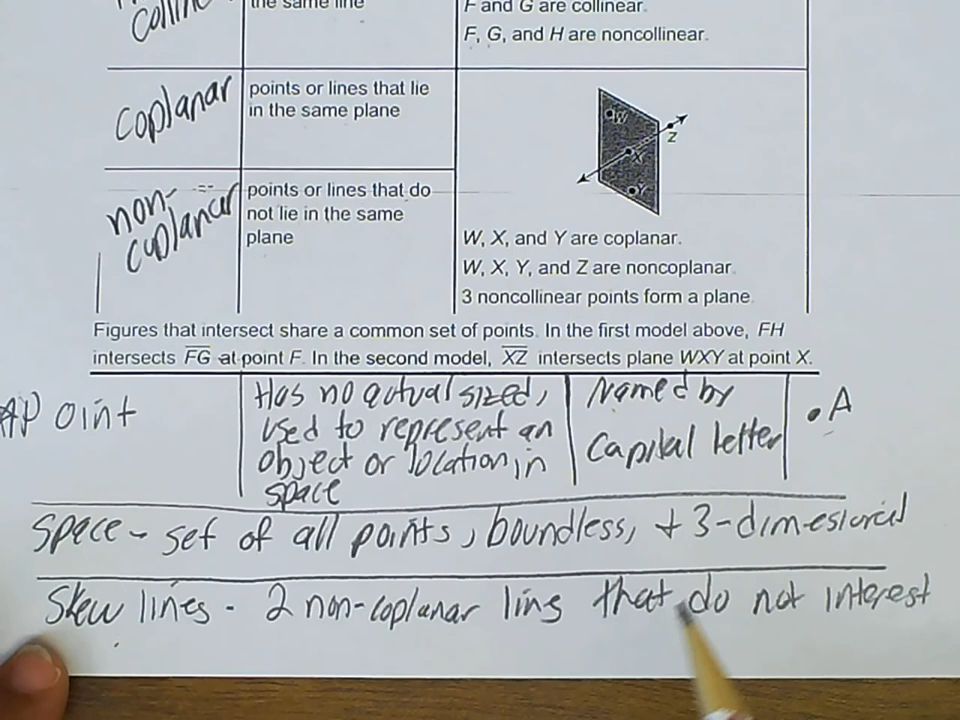 the same line
F and G are collinear.
F, G, and H are noncollinear.
coplanar
points or lines that lie
in the same plane
W
X
Y
Z
non-
coplanar
points or lines that do
not lie in the same
plane
W, X, and Y are coplanar.
W, X, Y, and Z are noncoplanar.
3 noncollinear points form a plane.
Figures that intersect share a common set of points. In the first model above, FH
intersects FG at point F. In the second model, XZ intersects plane WXY at point X.
Point
Has no actual sized,
used to represent an
object or location in
space
Named by
Capital letter
A
Space - set of all points, boundless, + 3-dimesional
Skew lines - 2 non-coplanar ling that do not interest